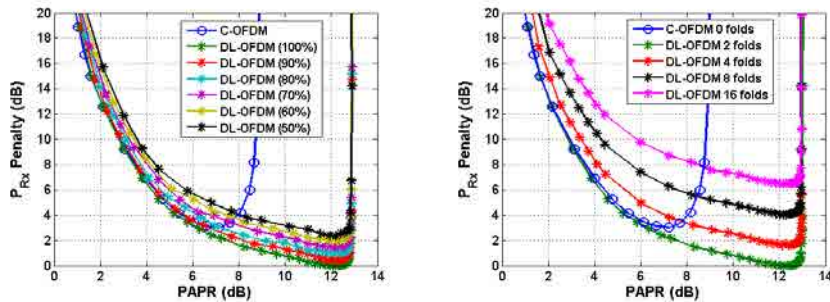 20
18
16
14
12
10
8
6
4
2
0
P_Rx Penalty (dB)
C-OFDM
DL-OFDM (100%)
DL-OFDM (90%)
DL-OFDM (80%)
DL-OFDM (70%)
DL-OFDM (60%)
DL-OFDM (50%)
0 2 4 6 8 10 12 14
PAPR (dB)
20
18
16
14
12
10
8
6
4
2
0
P_Rx Penalty (dB)
C-OFDM 0 folds
DL-OFDM 2 folds
DL-OFDM 4 folds
DL-OFDM 8 folds
DL-OFDM 16 folds
0 2 4 6 8 10 12 14
PAPR (dB)